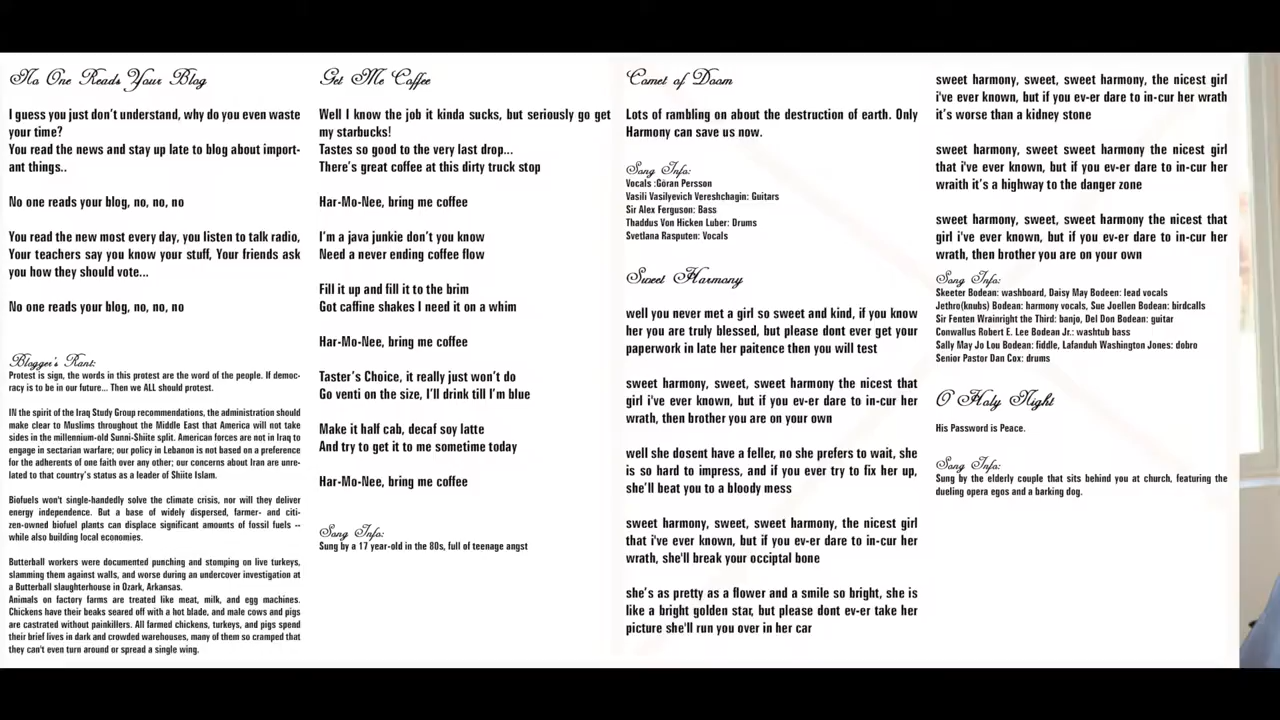 No One Reads Your Blog
I guess you just don't understand, why do you even waste
your time?
You read the news and stay up late to blog about import-
ant things..
No one reads your blog, no, no, no
You read the new most every day, you listen to talk radio,
Your teachers say you know your stuff, Your friends ask
you how they should vote...
No one reads your blog, no, no, no
Blogger's Rant:
Protest is sign, the words in this protest are the word of the people. If democ-
racy is to be in our future... Then we ALL should protest.
IN the spirit of the Iraq Study Group recommendations, the administration should
make clear to Muslims throughout the Middle East that America will not take
sides in the millennium-old Sunni-Shiite split. American forces are not in Iraq to
engage in sectarian warfare; our policy in Lebanon is not based on a preference
for the adherents of one faith over any other; our concerns about Iran are unre-
lated to that country's status as a leader of Shiite Islam.
Biofuels won't single-handedly solve the climate crisis, nor will they deliver
energy independence. But a base of widely dispersed, farmer- and citi-
zen-owned biofuel plants can displace significant amounts of fossil fuels --
while also building local economies.
Butterball workers were documented punching and stomping on live turkeys,
slamming them against walls, and worse during an undercover investigation at
a Butterball slaughterhouse in Ozark, Arkansas.
Animals on factory farms are treated like meat, milk, and egg machines.
Chickens have their beaks seared off with a hot blade, and male cows and pigs
are castrated without painkillers. All farmed chickens, turkeys, and pigs spend
their brief lives in dark and crowded warehouses, many of them so cramped that
they can't even turn around or spread a single wing.
Get Me Coffee
Well I know the job it kinda sucks, but seriously go get
my starbucks!
Tastes so good to the very last drop...
There's great coffee at this dirty truck stop
Har-Mo-Nee, bring me coffee
I'm a java junkie don't you know
Need a never ending coffee flow
Fill it up and fill it to the brim
Got caffine shakes I need it on a whim
Har-Mo-Nee, bring me coffee
Taster's Choice, it really just won't do
Go venti on the size, I'll drink till I'm blue
Make it half cab, decaf soy latte
And try to get it to me sometime today
Har-Mo-Nee, bring me coffee
Song Info:
Sung by a 17 year-old in the 80s, full of teenage angst
Comet of Doom
Lots of rambling on about the destruction of earth. Only
Harmony can save us now.
Song Info:
Vocals :Göran Persson
Vasili Vasilyevich Vereshchagin: Guitars
Sir Alex Ferguson: Bass
Thaddus Von Hicken Luber: Drums
Svetlana Rasputen: Vocals
Sweet Harmony
well you never met a girl so sweet and kind, if you know
her you are truly blessed, but please dont ever get your
paperwork in late her paitence then you will test
sweet harmony, sweet, sweet harmony the nicest that
girl i've ever known, but if you ev-er dare to in-cur her
wrath, then brother you are on your own
well she dosent have a feller, no she prefers to wait, she
is so hard to impress, and if you ever try to fix her up,
she'll beat you to a bloody mess
sweet harmony, sweet, sweet harmony, the nicest girl
that i've ever known, but if you ev-er dare to in-cur her
wrath, she'll break your occiptal bone
she's as pretty as a flower and a smile so bright, she is
like a bright golden star, but please dont ev-er take her
picture she'll run you over in her car
sweet harmony, sweet, sweet harmony, the nicest girl
i've ever known, but if you ev-er dare to in-cur her wrath
it's worse than a kidney stone
sweet harmony, sweet, sweet harmony the nicest girl
that i've ever known, but if you ev-er dare to in-cur her
wraith it's a highway to the danger zone
sweet harmony, sweet, sweet harmony the nicest that
girl i've ever known, but if you ev-er dare to in-cur her
wrath, then brother you are on your own
Song Info:
Skeeter Bodean: washboard, Daisy May Bodeen: lead vocals
Jethro(knubs) Bodean: harmony vocals, Sue Joellen Bodean: birdcalls
Sir Fenten Wrainright the Third: banjo, Del Don Bodean: guitar
Conwallus Robert E. Lee Bodean Jr.: washtub bass
Sally May Jo Lou Bodean: fiddle, Lafanduh Washington Jones: dobro
Senior Pastor Dan Cox: drums
O Holy Night
His Password is Peace.
Song Info:
Sung by the elderly couple that sits behind you at church, featuring the
dueling opera egos and a barking dog.